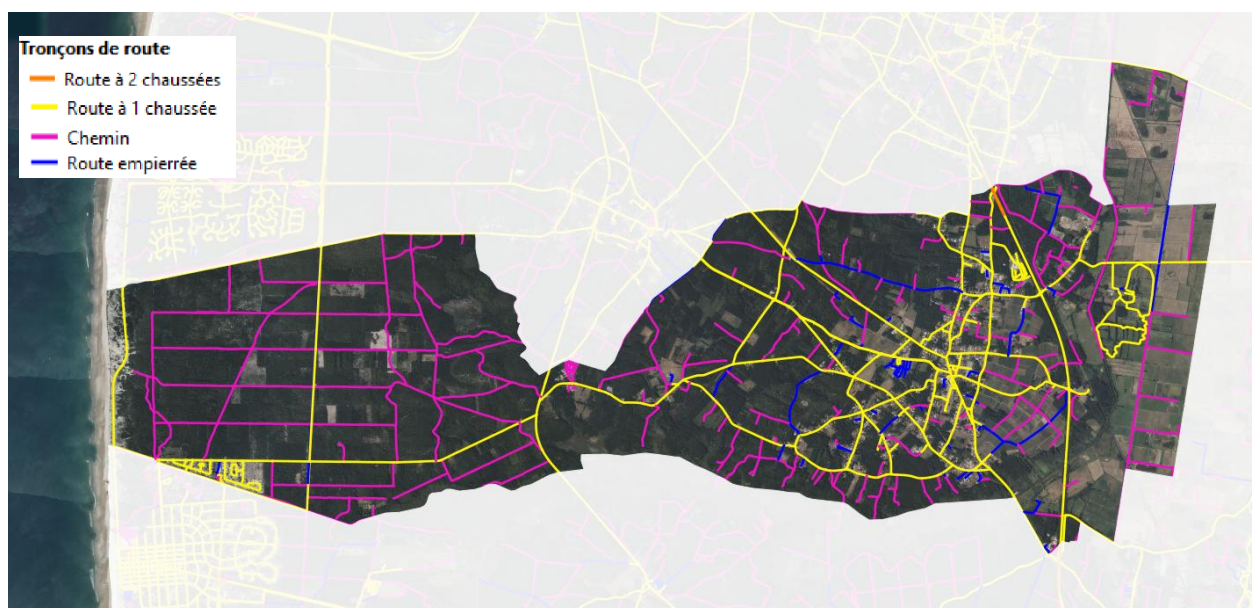 Tronçons de route
Route à 2 chaussées
Route à 1 chaussée
Chemin
Route empierrée